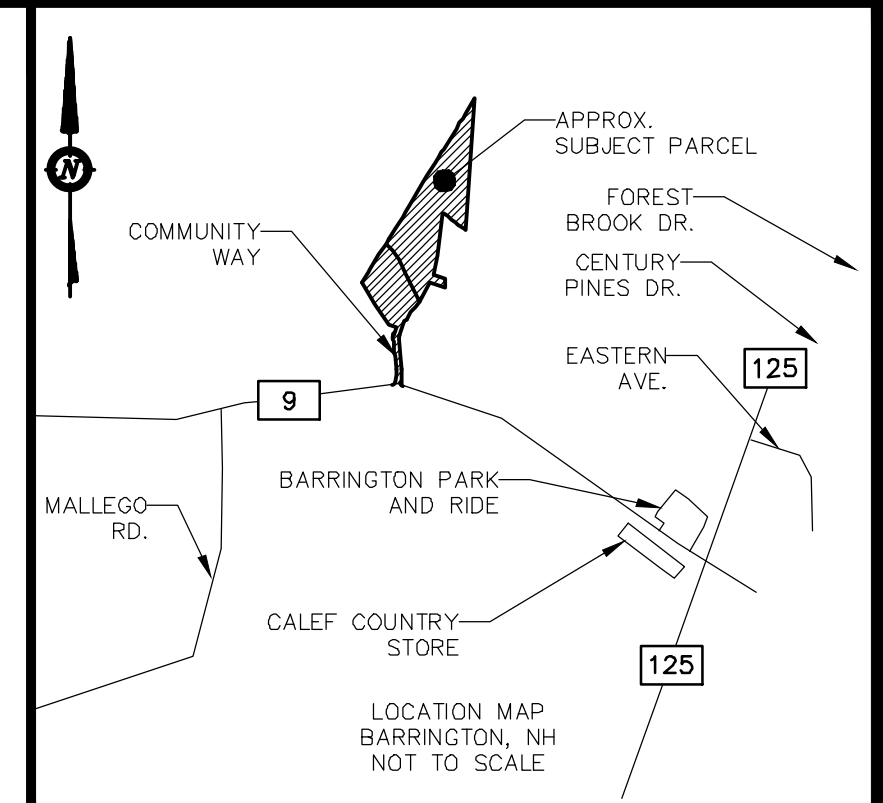 N
APPROX.
SUBJECT PARCEL
FOREST
BROOK DR.
COMMUNITY
WAY
CENTURY
PINES DR.
EASTERN
AVE.
125
9
BARRINGTON PARK
AND RIDE
MALLEGO
RD.
CALEF COUNTRY
STORE
125
LOCATION MAP
BARRINGTON, NH
NOT TO SCALE